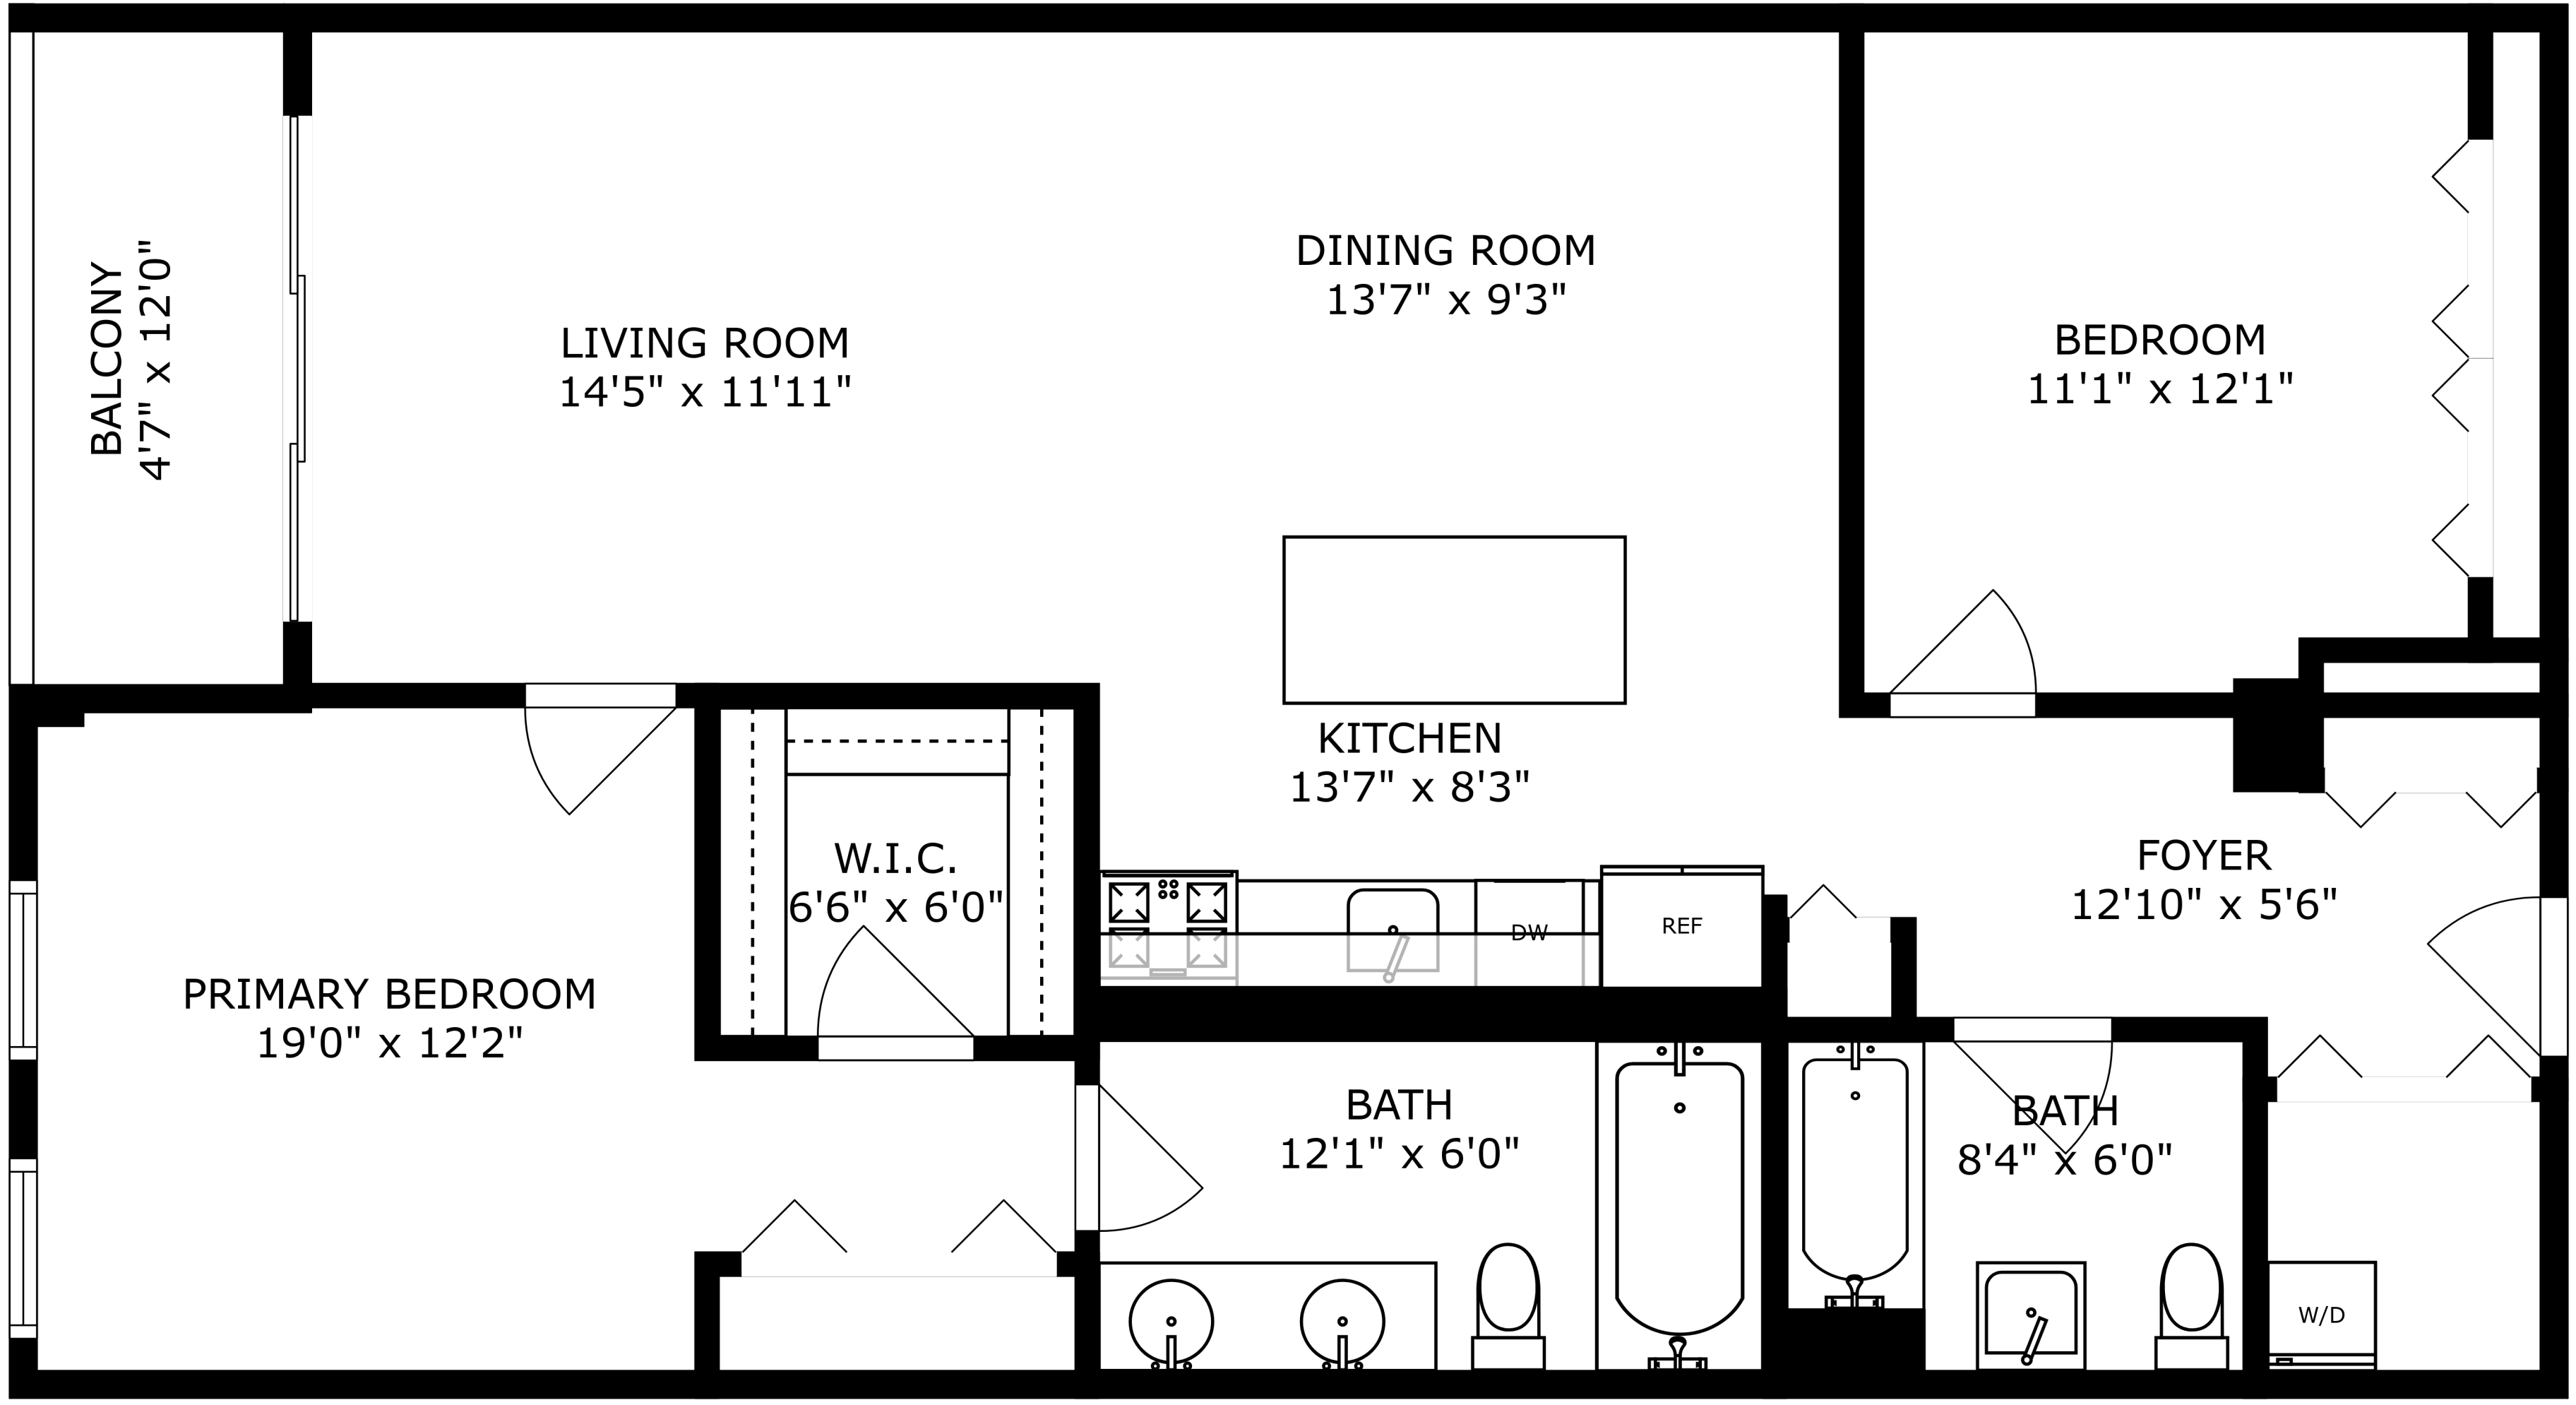 BALCONY
4'7" x 12'0"
LIVING ROOM
14'5" x 11'11"
DINING ROOM
13'7" x 9'3"
BEDROOM
11'1" x 12'1"
KITCHEN
13'7" x 8'3"
W.I.C.
6'6" x 6'0"
FOYER
12'10" x 5'6"
DW
REF
PRIMARY BEDROOM
19'0" x 12'2"
BATH
12'1" x 6'0"
BATH
8'4" x 6'0"
W/D